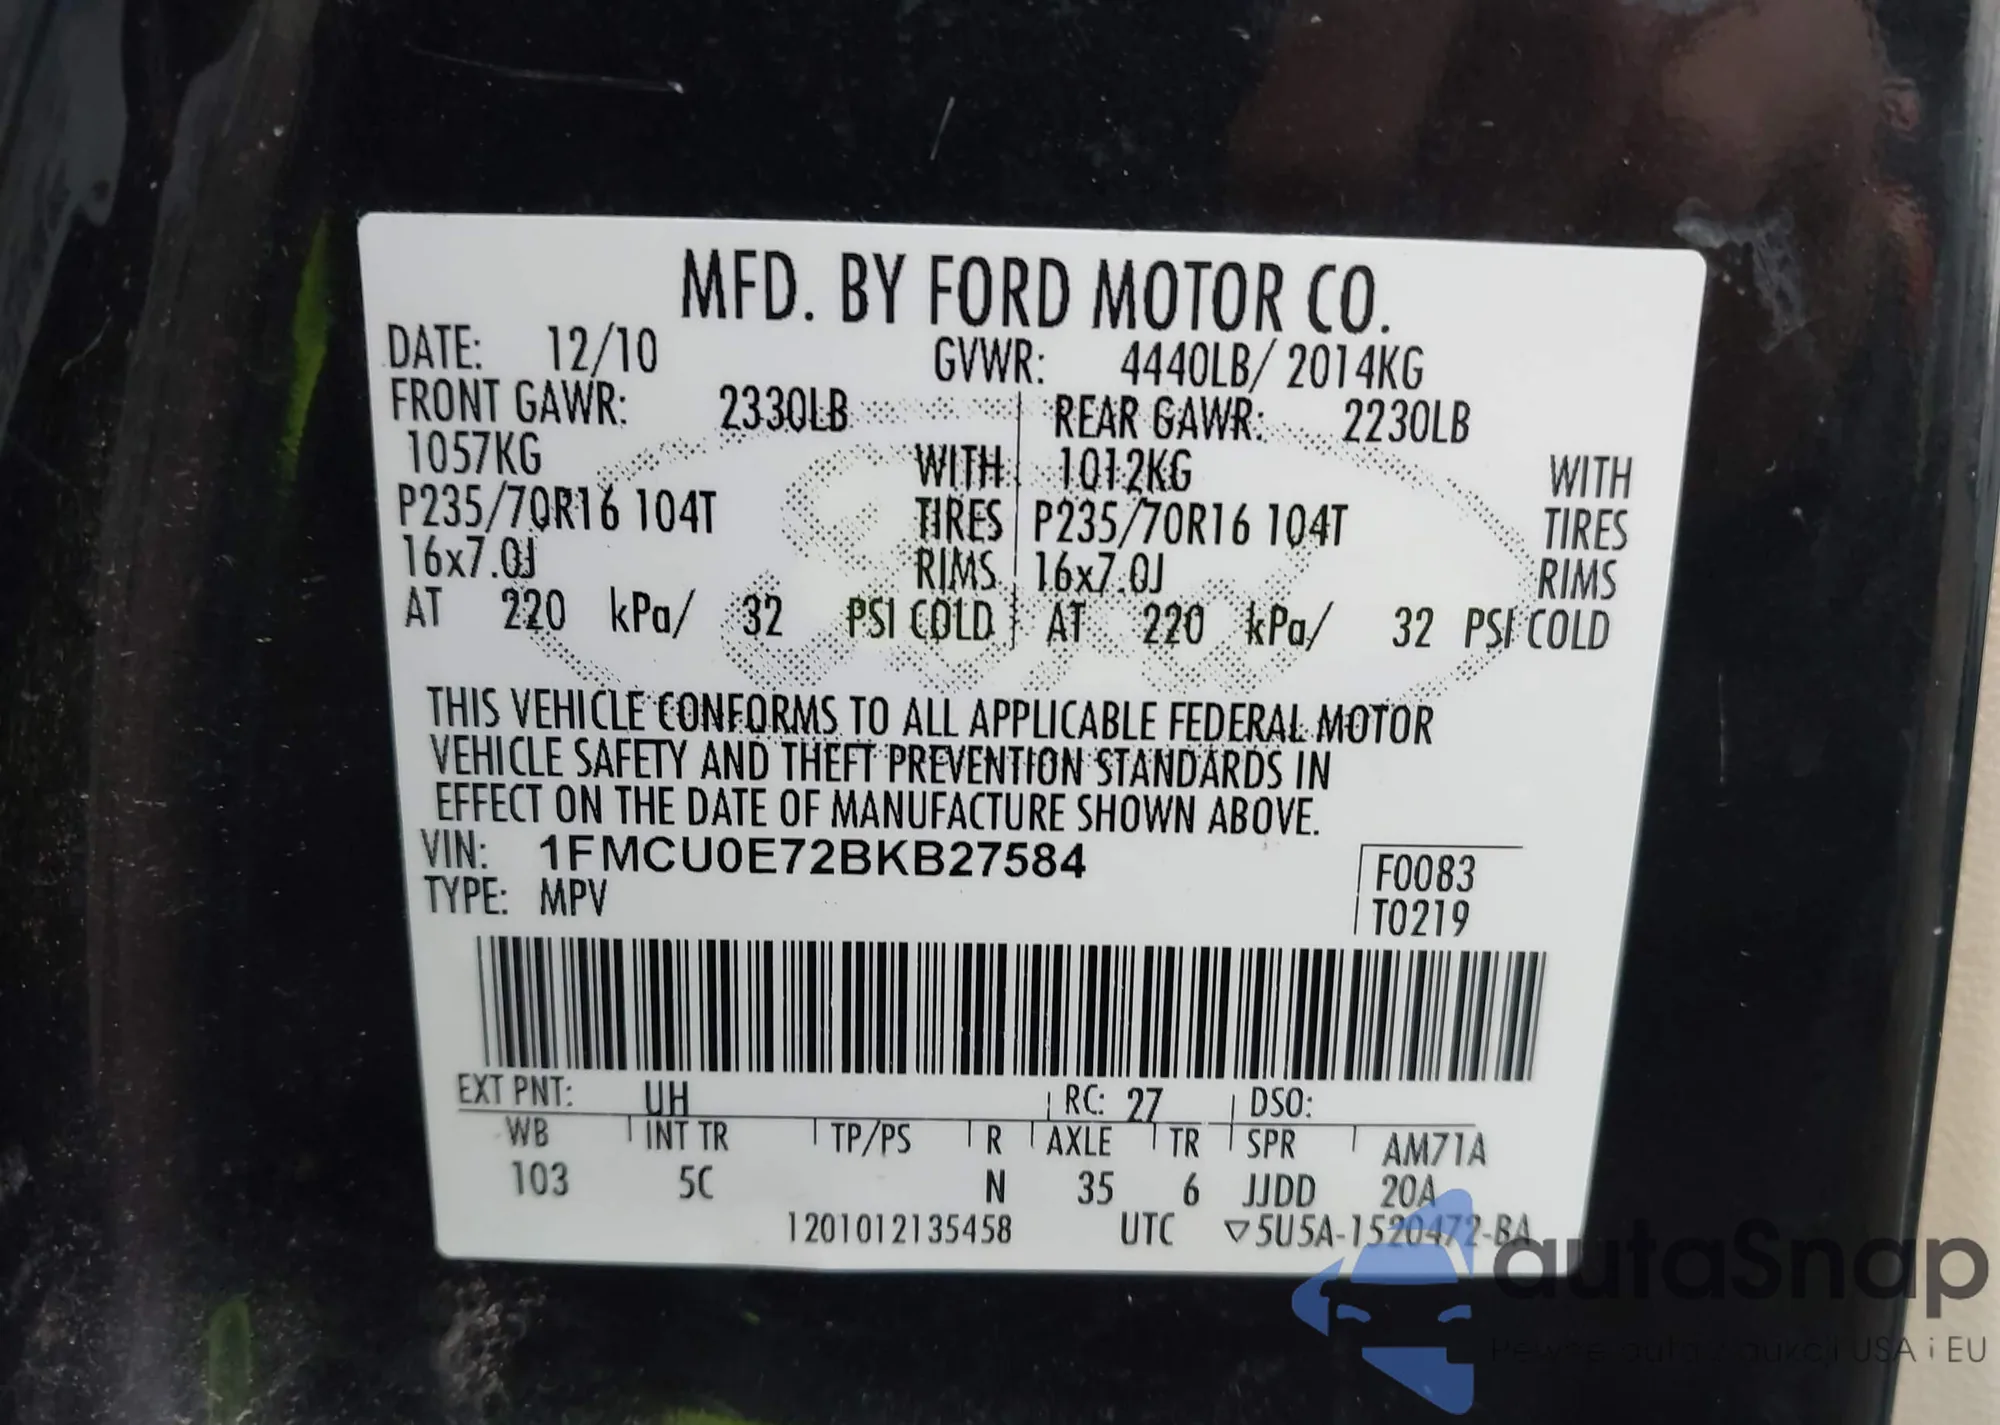 MFD. BY FORD MOTOR CO.
DATE: 12/10 GVWR: 4440LB/ 2014KG
FRONT GAWR: 2330LB REAR GAWR: 2230LB
1057KG WITH 1012KG WITH
P235/70R16 104T TIRES P235/70R16 104T TIRES
16x7.0J RIMS 16x7.0J RIMS
AT 220 kPa/ 32 PSI COLD AT 220 kPa/ 32 PSI COLD
THIS VEHICLE CONFORMS TO ALL APPLICABLE FEDERAL MOTOR
VEHICLE SAFETY AND THEFT PREVENTION STANDARDS IN
EFFECT ON THE DATE OF MANUFACTURE SHOWN ABOVE.
VIN: 1FMCU0E72BKB27584 F0083
TYPE: MPV T0219
EXT PNT: UH RC: 27 DSO:
WB INT TR TP/PS R AXLE TR SPR AM71A
103 5C N 35 6 JJDD 20A
1201012135458 UTC ▽5U5A-1520472-BA
autaSnap
USA i EU